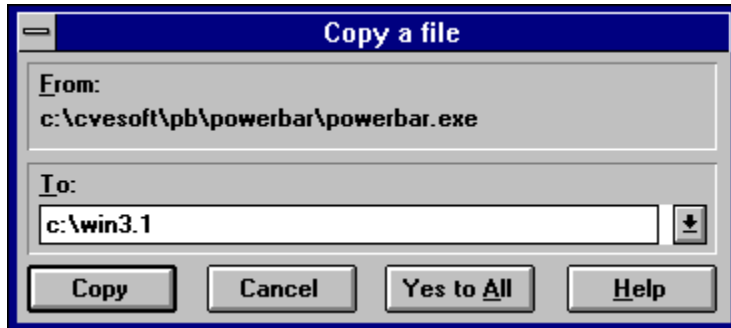 Copy a file
From:
c:\cvesoft\pb\powerbar\powerbar.exe
To:
c:\win3.1
Copy Cancel Yes to All Help